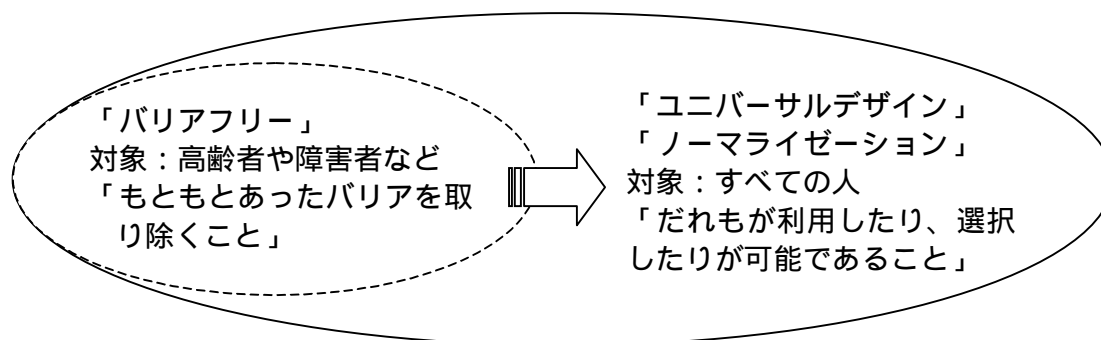 「バリアフリー」
対象：高齢者や障害者など
「もともとあったバリアを取
り除くこと」
「ユニバーサルデザイン」
「ノーマライゼーション」
対象：すべての人
「だれもが利用したり、選択
したりが可能であること」